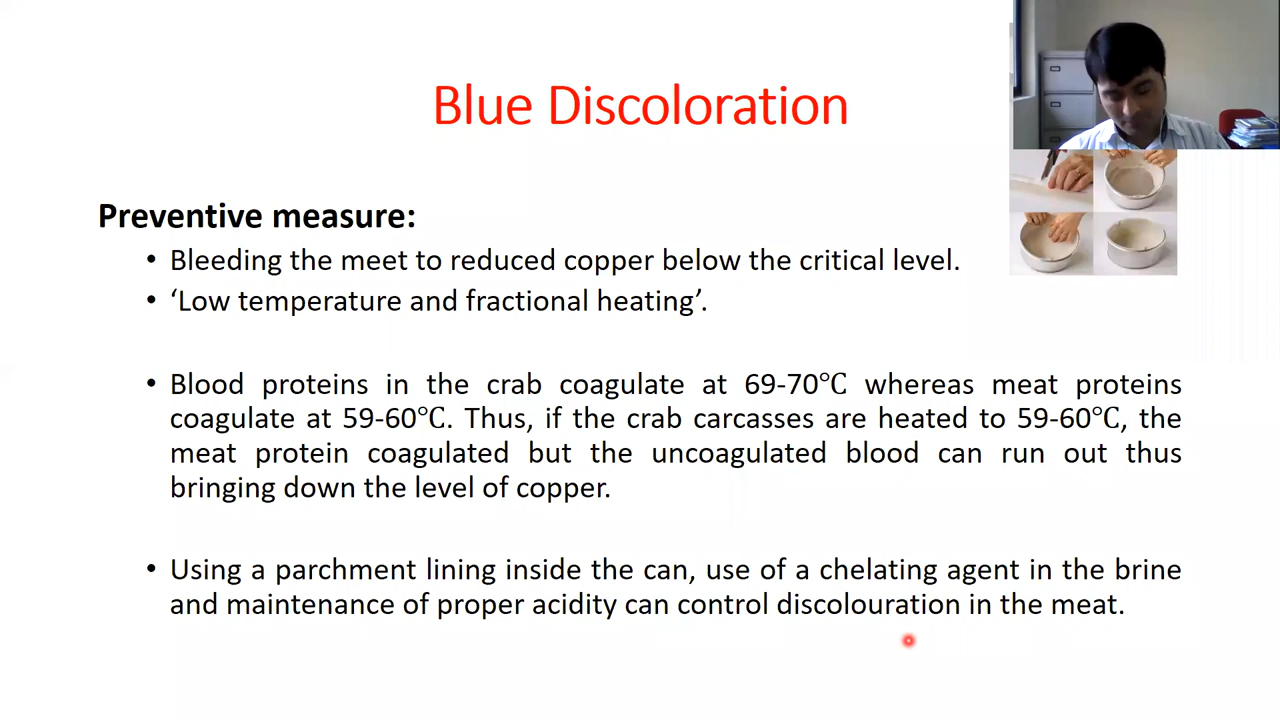 Blue Discoloration
Preventive measure:
• Bleeding the meet to reduced copper below the critical level.
• ‘Low temperature and fractional heating’.
• Blood proteins in the crab coagulate at 69-70℃ whereas meat proteins
coagulate at 59-60℃. Thus, if the crab carcasses are heated to 59-60℃, the
meat protein coagulated but the uncoagulated blood can run out thus
bringing down the level of copper.
• Using a parchment lining inside the can, use of a chelating agent in the brine
and maintenance of proper acidity can control discolouration in the meat.